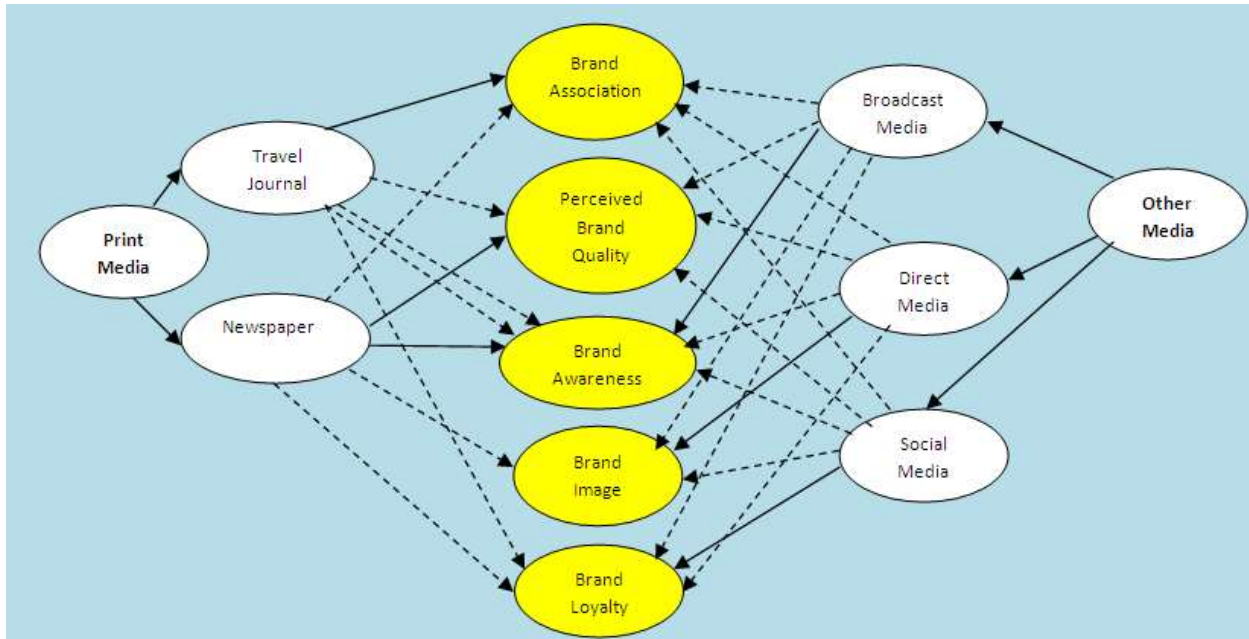 Brand
Association
Broadcast
Media
Travel
Journal
Perceived
Brand
Quality
Other
Media
Print
Media
Direct
Media
Newspaper
Brand
Awareness
Social
Media
Brand
Image
Brand
Loyalty